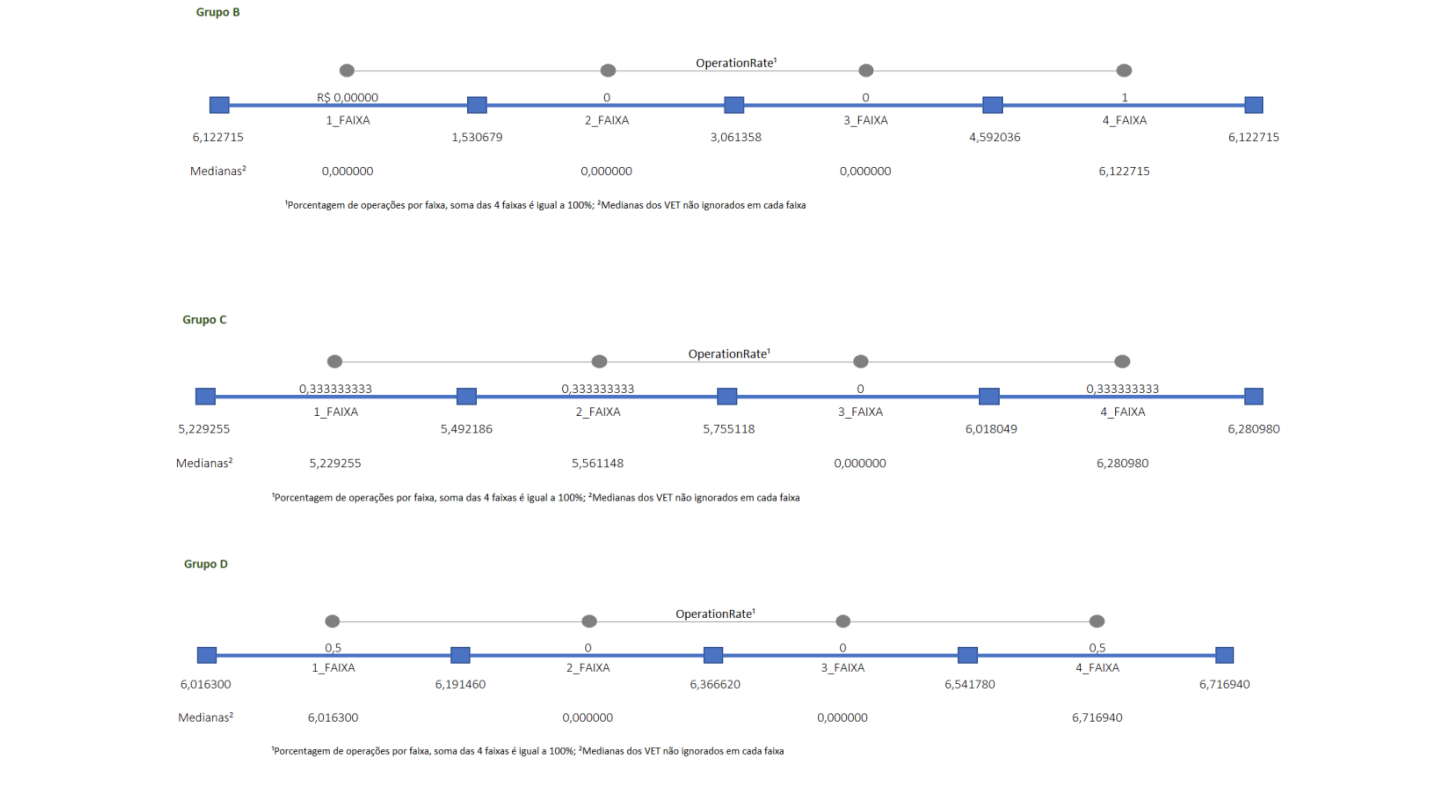 Grupo B
OperationRate¹
R$ 0,00000 0 0 1
1_FAIXA 2_FAIXA 3_FAIXA 4_FAIXA
6,122715 1,530679 3,061358 4,592036 6,122715
Medianas² 0,000000 0,000000 0,000000 6,122715
¹Porcentagem de operações por faixa, soma das 4 faixas é igual a 100%; ²Medianas dos VET não ignorados em cada faixa
Grupo C
OperationRate¹
0,333333333 0,333333333 0 0,333333333
1_FAIXA 2_FAIXA 3_FAIXA 4_FAIXA
5,229255 5,492186 5,755118 6,018049 6,280980
Medianas² 5,229255 5,561148 0,000000 6,280980
¹Porcentagem de operações por faixa, soma das 4 faixas é igual a 100%; ²Medianas dos VET não ignorados em cada faixa
Grupo D
OperationRate¹
0,5 0 0 0,5
1_FAIXA 2_FAIXA 3_FAIXA 4_FAIXA
6,016300 6,191460 6,366620 6,541780 6,716940
Medianas² 6,016300 0,000000 0,000000 6,716940
¹Porcentagem de operações por faixa, soma das 4 faixas é igual a 100%; ²Medianas dos VET não ignorados em cada faixa